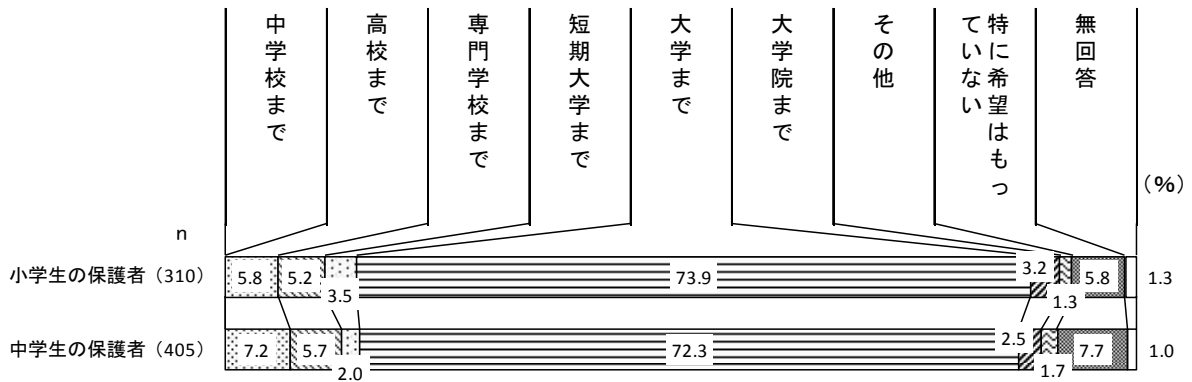 中学校まで
高校まで
専門学校まで
短期大学まで
大学まで
大学院まで
その他
特に希望はもっ
ていない
無回答
(%)
n
小学生の保護者（310） 5.8 5.2 3.5 73.9 3.2 1.3 5.8 1.3
中学生の保護者（405） 7.2 5.7 2.0 72.3 2.5 1.7 7.7 1.0